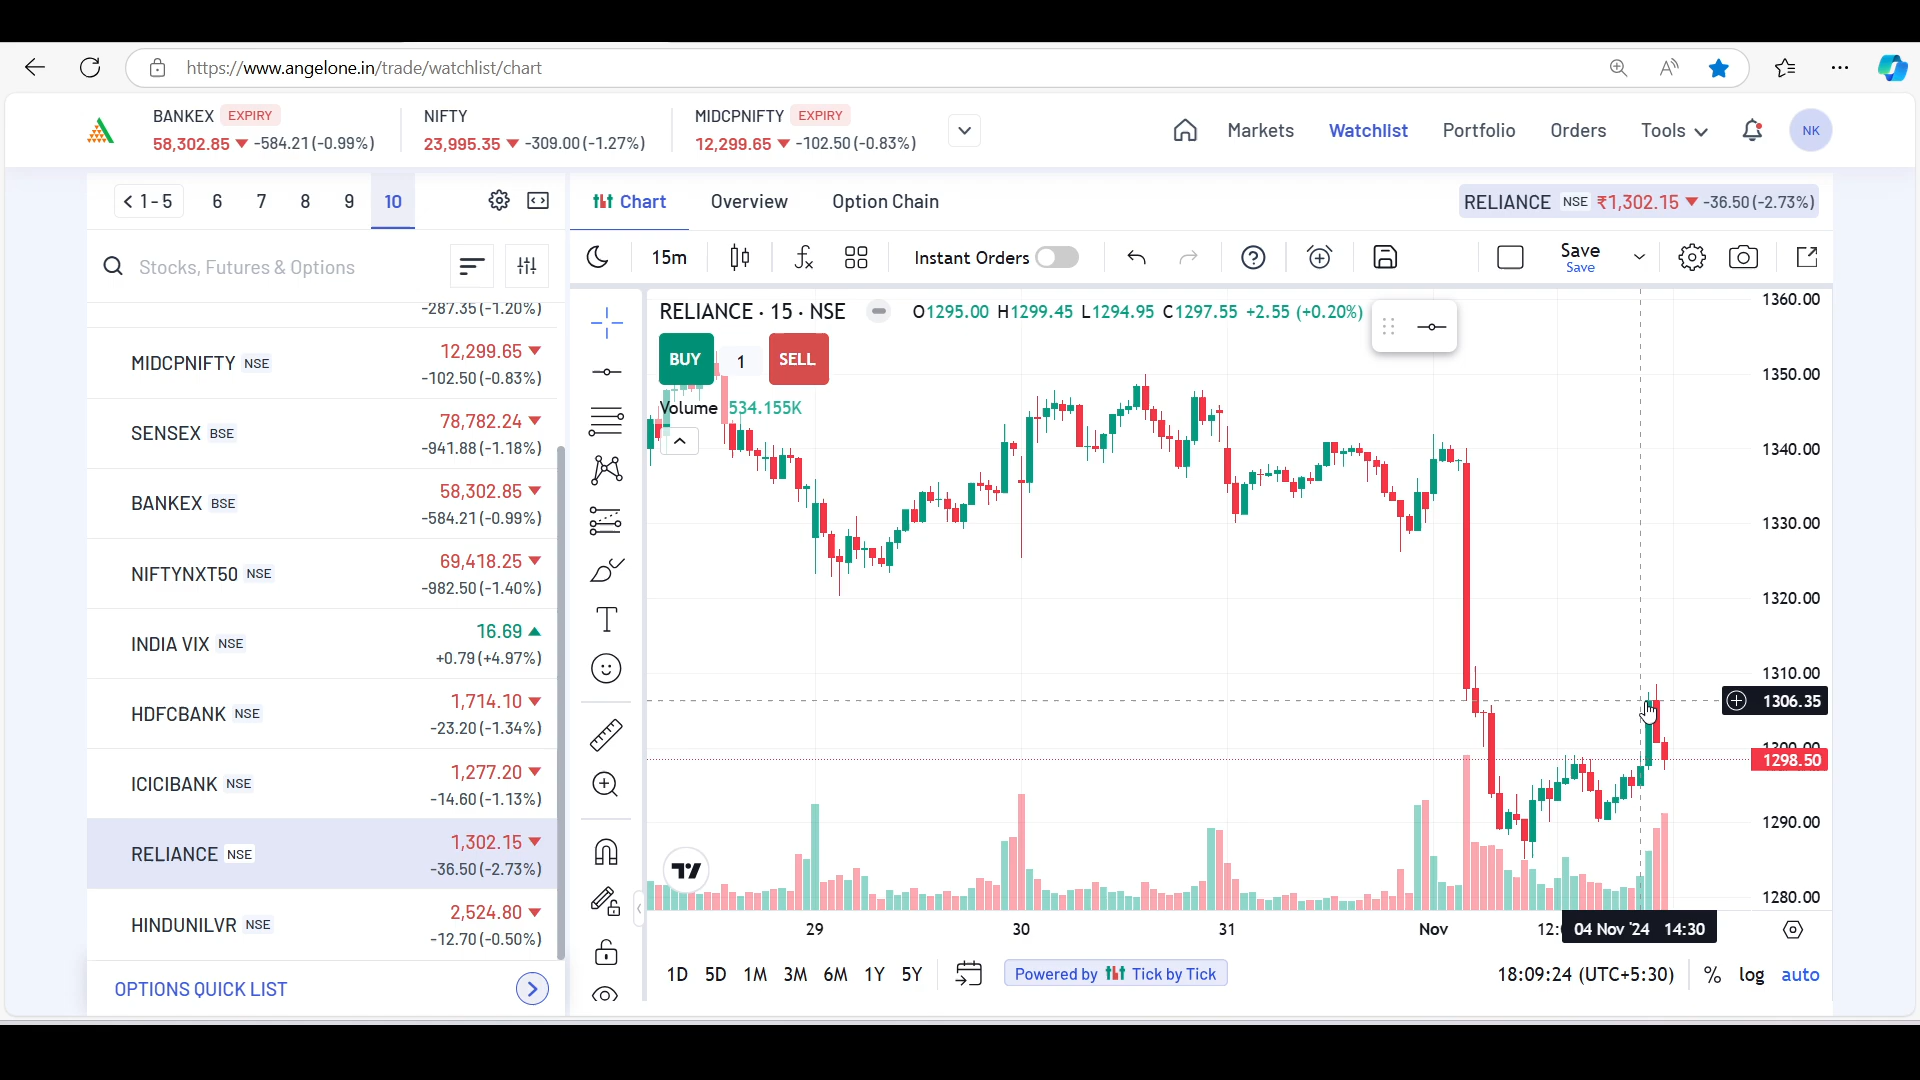 https://www.angelone.in/trade/watchlist/chart
BANKEX EXPIRY
58,302.85 ▼ -584.21 (-0.99%)
NIFTY
23,995.35 ▼ -309.00 (-1.27%)
MIDCPNIFTY EXPIRY
12,299.65 ▼ -102.50 (-0.83%)
Markets Watchlist Portfolio Orders Tools NK
< 1 - 5 6 7 8 9 10
Chart Overview Option Chain
RELIANCE NSE ₹1,302.15 ▼ -36.50 (-2.73%)
Stocks, Futures & Options
15m Instant Orders Save
Save
-287.35 (-1.20%)
MIDCPNIFTY NSE 12,299.65 ▼
-102.50 (-0.83%)
SENSEX BSE 78,782.24 ▼
-941.88 (-1.18%)
BANKEX BSE 58,302.85 ▼
-584.21 (-0.99%)
NIFTYNXT50 NSE 69,418.25 ▼
-982.50 (-1.40%)
INDIA VIX NSE 16.69 ▲
+0.79 (+4.97%)
HDFCBANK NSE 1,714.10 ▼
-23.20 (-1.34%)
ICICIBANK NSE 1,277.20 ▼
-14.60 (-1.13%)
RELIANCE NSE 1,302.15 ▼
-36.50 (-2.73%)
HINDUNILVR NSE 2,524.80 ▼
-12.70 (-0.50%)
OPTIONS QUICK LIST
RELIANCE · 15 · NSE O1295.00 H1299.45 L1294.95 C1297.55 +2.55 (+0.20%)
BUY 1 SELL
Volume 534.155K
1360.00
1350.00
1340.00
1330.00
1320.00
1310.00
1306.35
1298.50
1290.00
1280.00
29 30 31 Nov 04 Nov '24 14:30
1D 5D 1M 3M 6M 1Y 5Y Powered by Tick by Tick 18:09:24 (UTC+5:30) % log auto